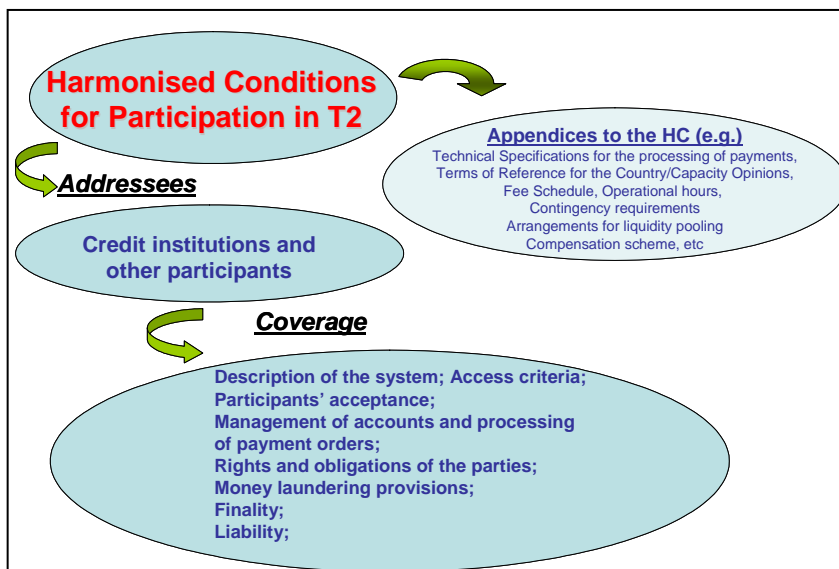 Harmonised Conditions
for Participation in T2
Appendices to the HC (e.g.)
Technical Specifications for the processing of payments,
Terms of Reference for the Country/Capacity Opinions,
Fee Schedule, Operational hours,
Contingency requirements
Arrangements for liquidity pooling
Compensation scheme, etc
Addressees
Credit institutions and
other participants
Coverage
Description of the system; Access criteria;
Participants' acceptance;
Management of accounts and processing
of payment orders;
Rights and obligations of the parties;
Money laundering provisions;
Finality;
Liability;